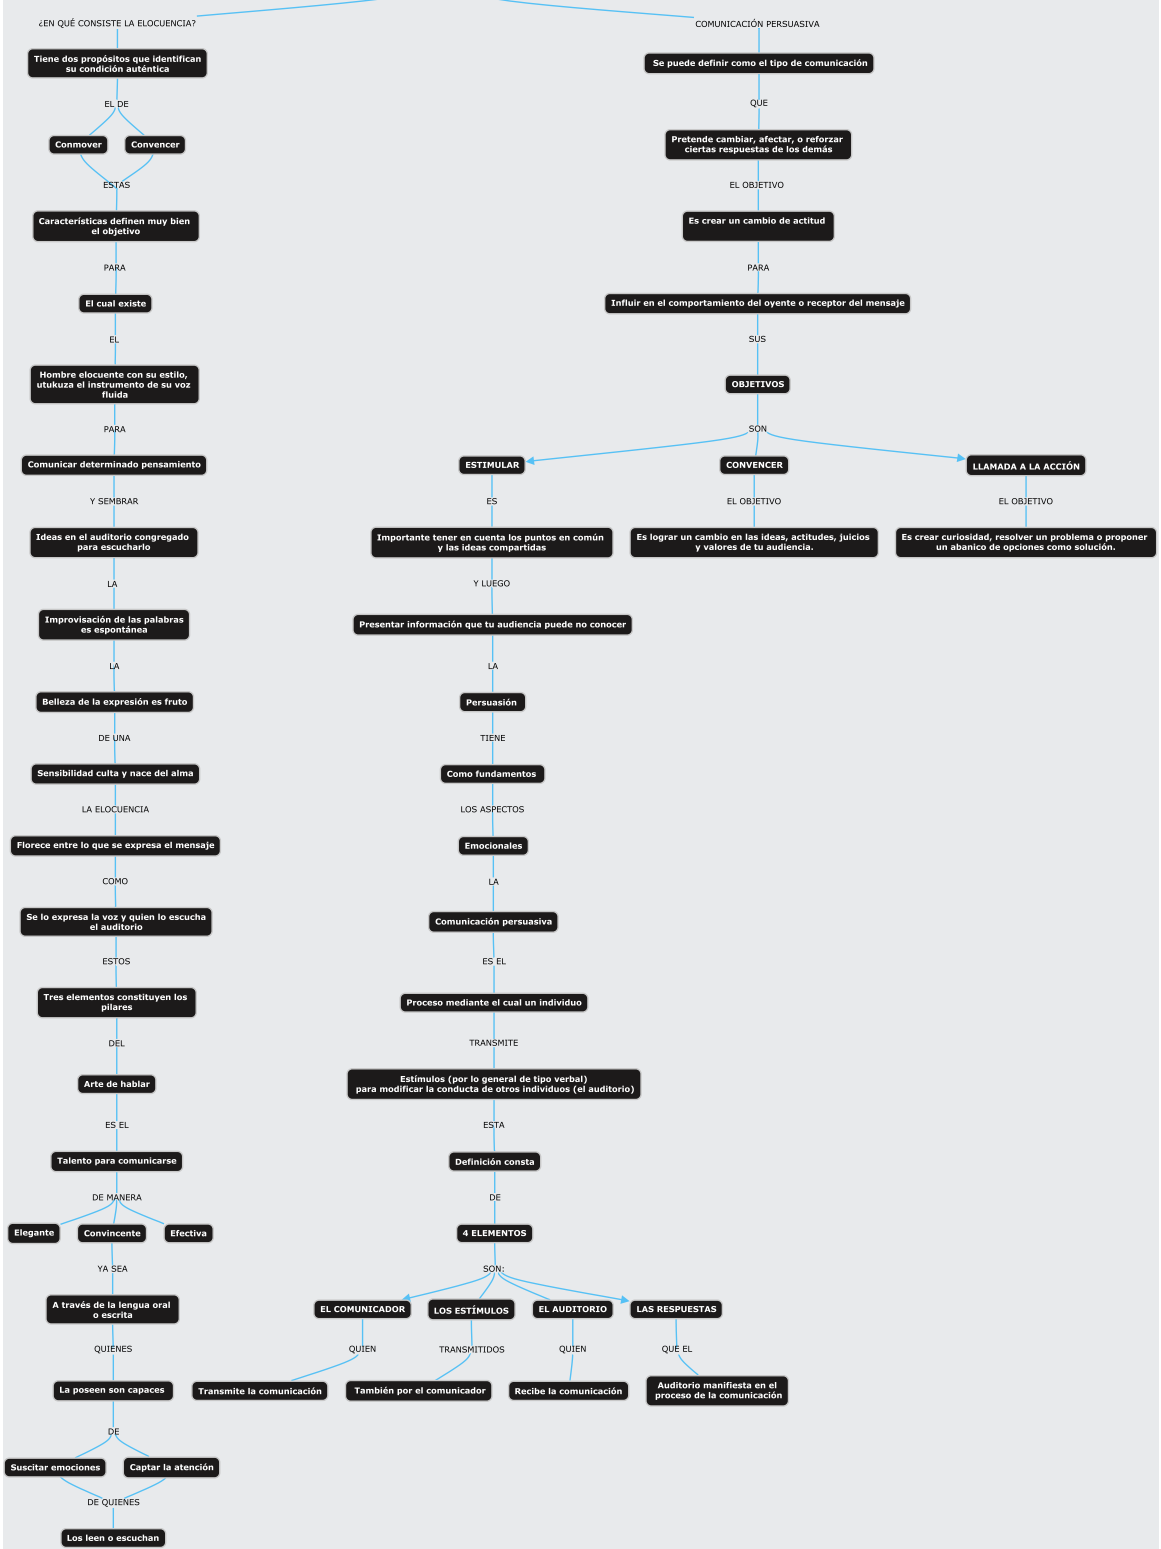 ¿EN QUÉ CONSISTE LA ELOCUENCIA?
Tiene dos propósitos que identifican
su condición auténtica
EL DE
Conmover
Convencer
ESTAS
Características definen muy bien
el objetivo
PARA
El cual existe
EL
Hombre elocuente con su estilo,
utukuza el instrumento de su voz
fluida
PARA
Comunicar determinado pensamiento
Y SEMBRAR
Ideas en el auditorio congregado
para escucharlo
LA
Improvisación de las palabras
es espontánea
LA
Belleza de la expresión es fruto
DE UNA
Sensibilidad culta y nace del alma
LA ELOCUENCIA
Florece entre lo que se expresa el mensaje
COMO
Se lo expresa la voz y quien lo escucha
el auditorio
ESTOS
Tres elementos constituyen los
pilares
DEL
Arte de hablar
ES EL
Talento para comunicarse
DE MANERA
Elegante
Convincente
Efectiva
YA SEA
A través de la lengua oral
o escrita
QUIENES
La poseen son capaces
DE
Suscitar emociones
Captar la atención
DE QUIENES
Los leen o escuchan
COMUNICACIÓN PERSUASIVA
Se puede definir como el tipo de comunicación
QUE
Pretende cambiar, afectar, o reforzar
ciertas respuestas de los demás
EL OBJETIVO
Es crear un cambio de actitud
PARA
Influir en el comportamiento del oyente o receptor del mensaje
SUS
OBJETIVOS
SON
ESTIMULAR
CONVENCER
LLAMADA A LA ACCIÓN
ES
EL OBJETIVO
EL OBJETIVO
Importante tener en cuenta los puntos en común
y las ideas compartidas
Es lograr un cambio en las ideas, actitudes, juicios
y valores de tu audiencia.
Es crear curiosidad, resolver un problema o proponer
un abanico de opciones como solución.
Y LUEGO
Presentar información que tu audiencia puede no conocer
LA
Persuasión
TIENE
Como fundamentos
LOS ASPECTOS
Emocionales
LA
Comunicación persuasiva
ES EL
Proceso mediante el cual un individuo
TRANSMITE
Estímulos (por lo general de tipo verbal)
para modificar la conducta de otros individuos (el auditorio)
ESTA
Definición consta
DE
4 ELEMENTOS
SON:
EL COMUNICADOR
LOS ESTÍMULOS
EL AUDITORIO
LAS RESPUESTAS
QUIEN
TRANSMITIDOS
QUIEN
QUE EL
Transmite la comunicación
También por el comunicador
Recibe la comunicación
Auditorio manifiesta en el
proceso de la comunicación